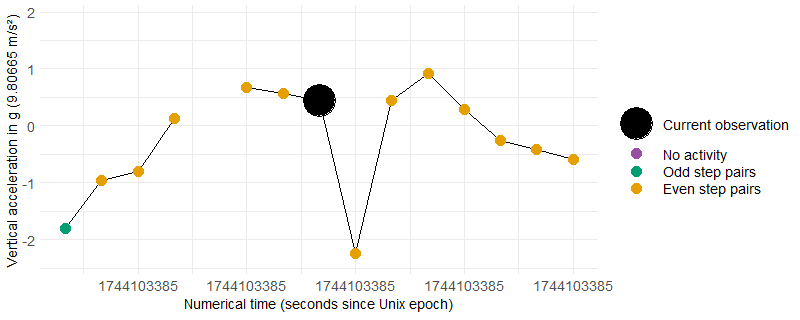 Vertical acceleration in g (9.80665 m/s²)
2
1
0
-1
-2
1744103385 1744103385 1744103385 1744103385 1744103385
Numerical time (seconds since Unix epoch)
Current observation
No activity
Odd step pairs
Even step pairs